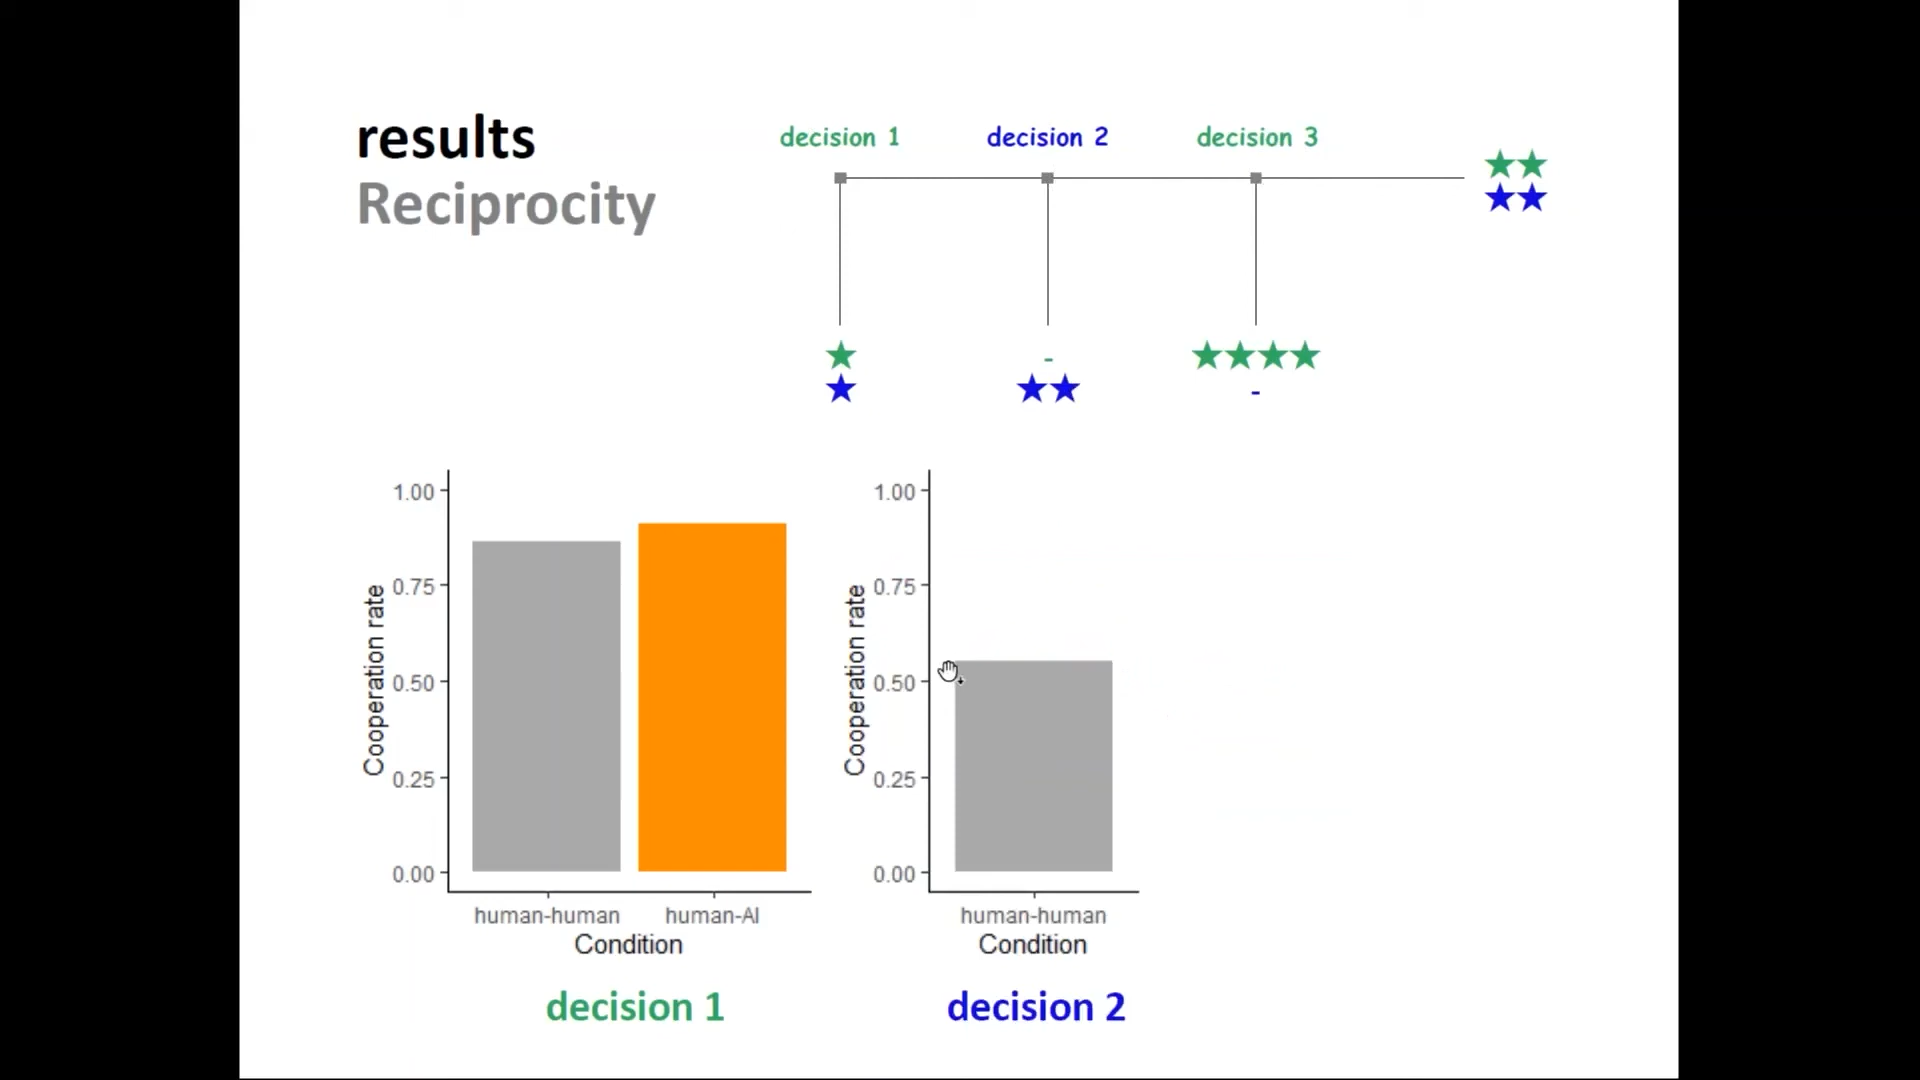 results
Reciprocity
decision 1
decision 2
decision 3
-
-
1.00
0.75
0.50
0.25
0.00
Cooperation rate
human-human
human-AI
Condition
decision 1
1.00
0.75
0.50
0.25
0.00
Cooperation rate
human-human
Condition
decision 2